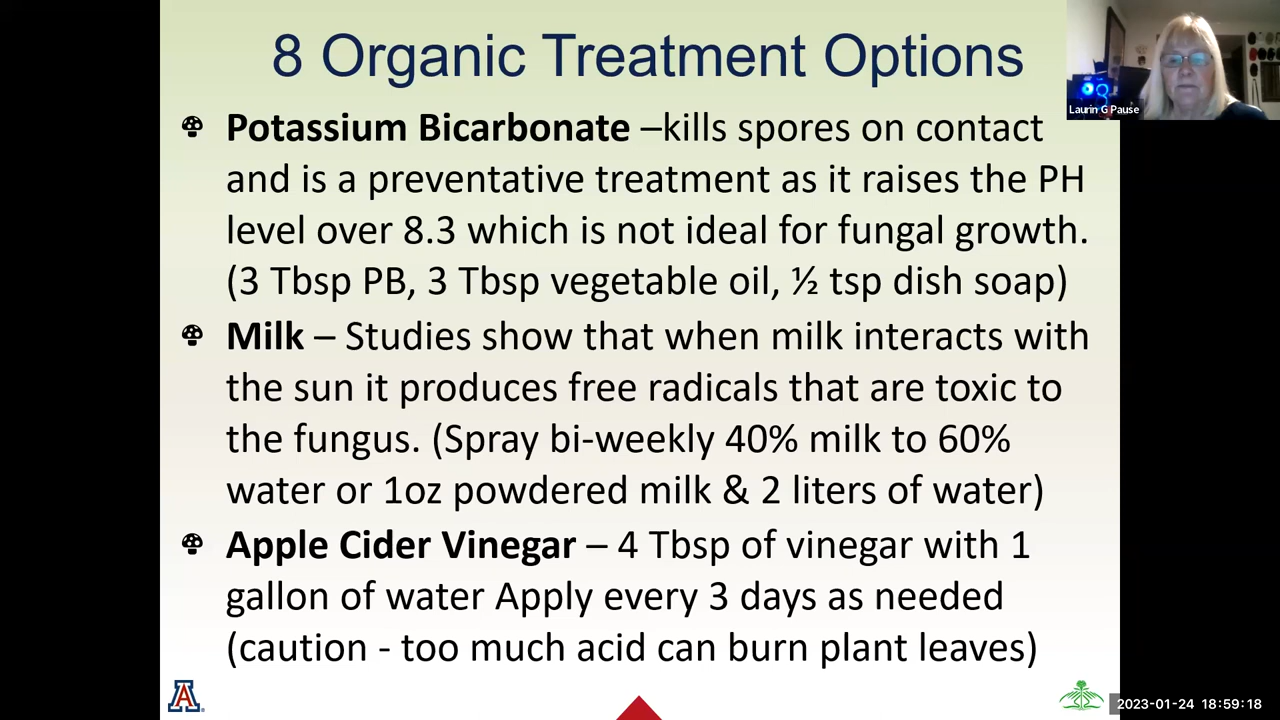 8 Organic Treatment Options
Potassium Bicarbonate –kills spores on contact
and is a preventative treatment as it raises the PH
level over 8.3 which is not ideal for fungal growth.
(3 Tbsp PB, 3 Tbsp vegetable oil, ½ tsp dish soap)
Milk – Studies show that when milk interacts with
the sun it produces free radicals that are toxic to
the fungus. (Spray bi-weekly 40% milk to 60%
water or 1oz powdered milk & 2 liters of water)
Apple Cider Vinegar – 4 Tbsp of vinegar with 1
gallon of water Apply every 3 days as needed
(caution - too much acid can burn plant leaves)
Laurin G Pause
A
2023-01-24 18:59:18